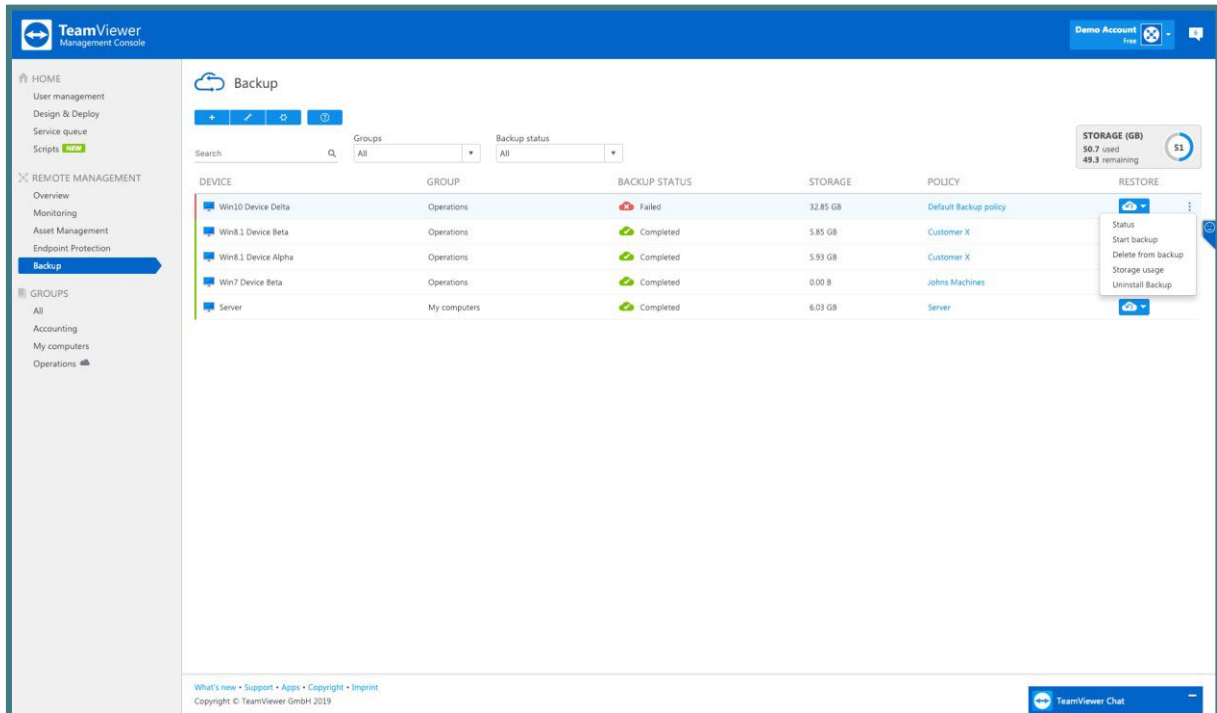 TeamViewer
Management Console
Demo Account
Free
6
HOME
User management
Design & Deploy
Service queue
Scripts NEW
REMOTE MANAGEMENT
Overview
Monitoring
Asset Management
Endpoint Protection
Backup
GROUPS
All
Accounting
My computers
Operations
Backup
Groups
Backup status
Search
All
All
STORAGE (GB)
50.7 used
49.3 remaining
51
DEVICE GROUP BACKUP STATUS STORAGE POLICY RESTORE
Win10 Device Delta Operations Failed 32.85 GB Default Backup policy
Win8.1 Device Beta Operations Completed 5.85 GB Customer X
Win8.1 Device Alpha Operations Completed 5.93 GB Customer X
Win7 Device Beta Operations Completed 0.00 B Johns Machines
Server My computers Completed 6.03 GB Server
Status
Start backup
Delete from backup
Storage usage
Uninstall Backup
What's new • Support • Apps • Copyright • Imprint
Copyright © TeamViewer GmbH 2019
TeamViewer Chat